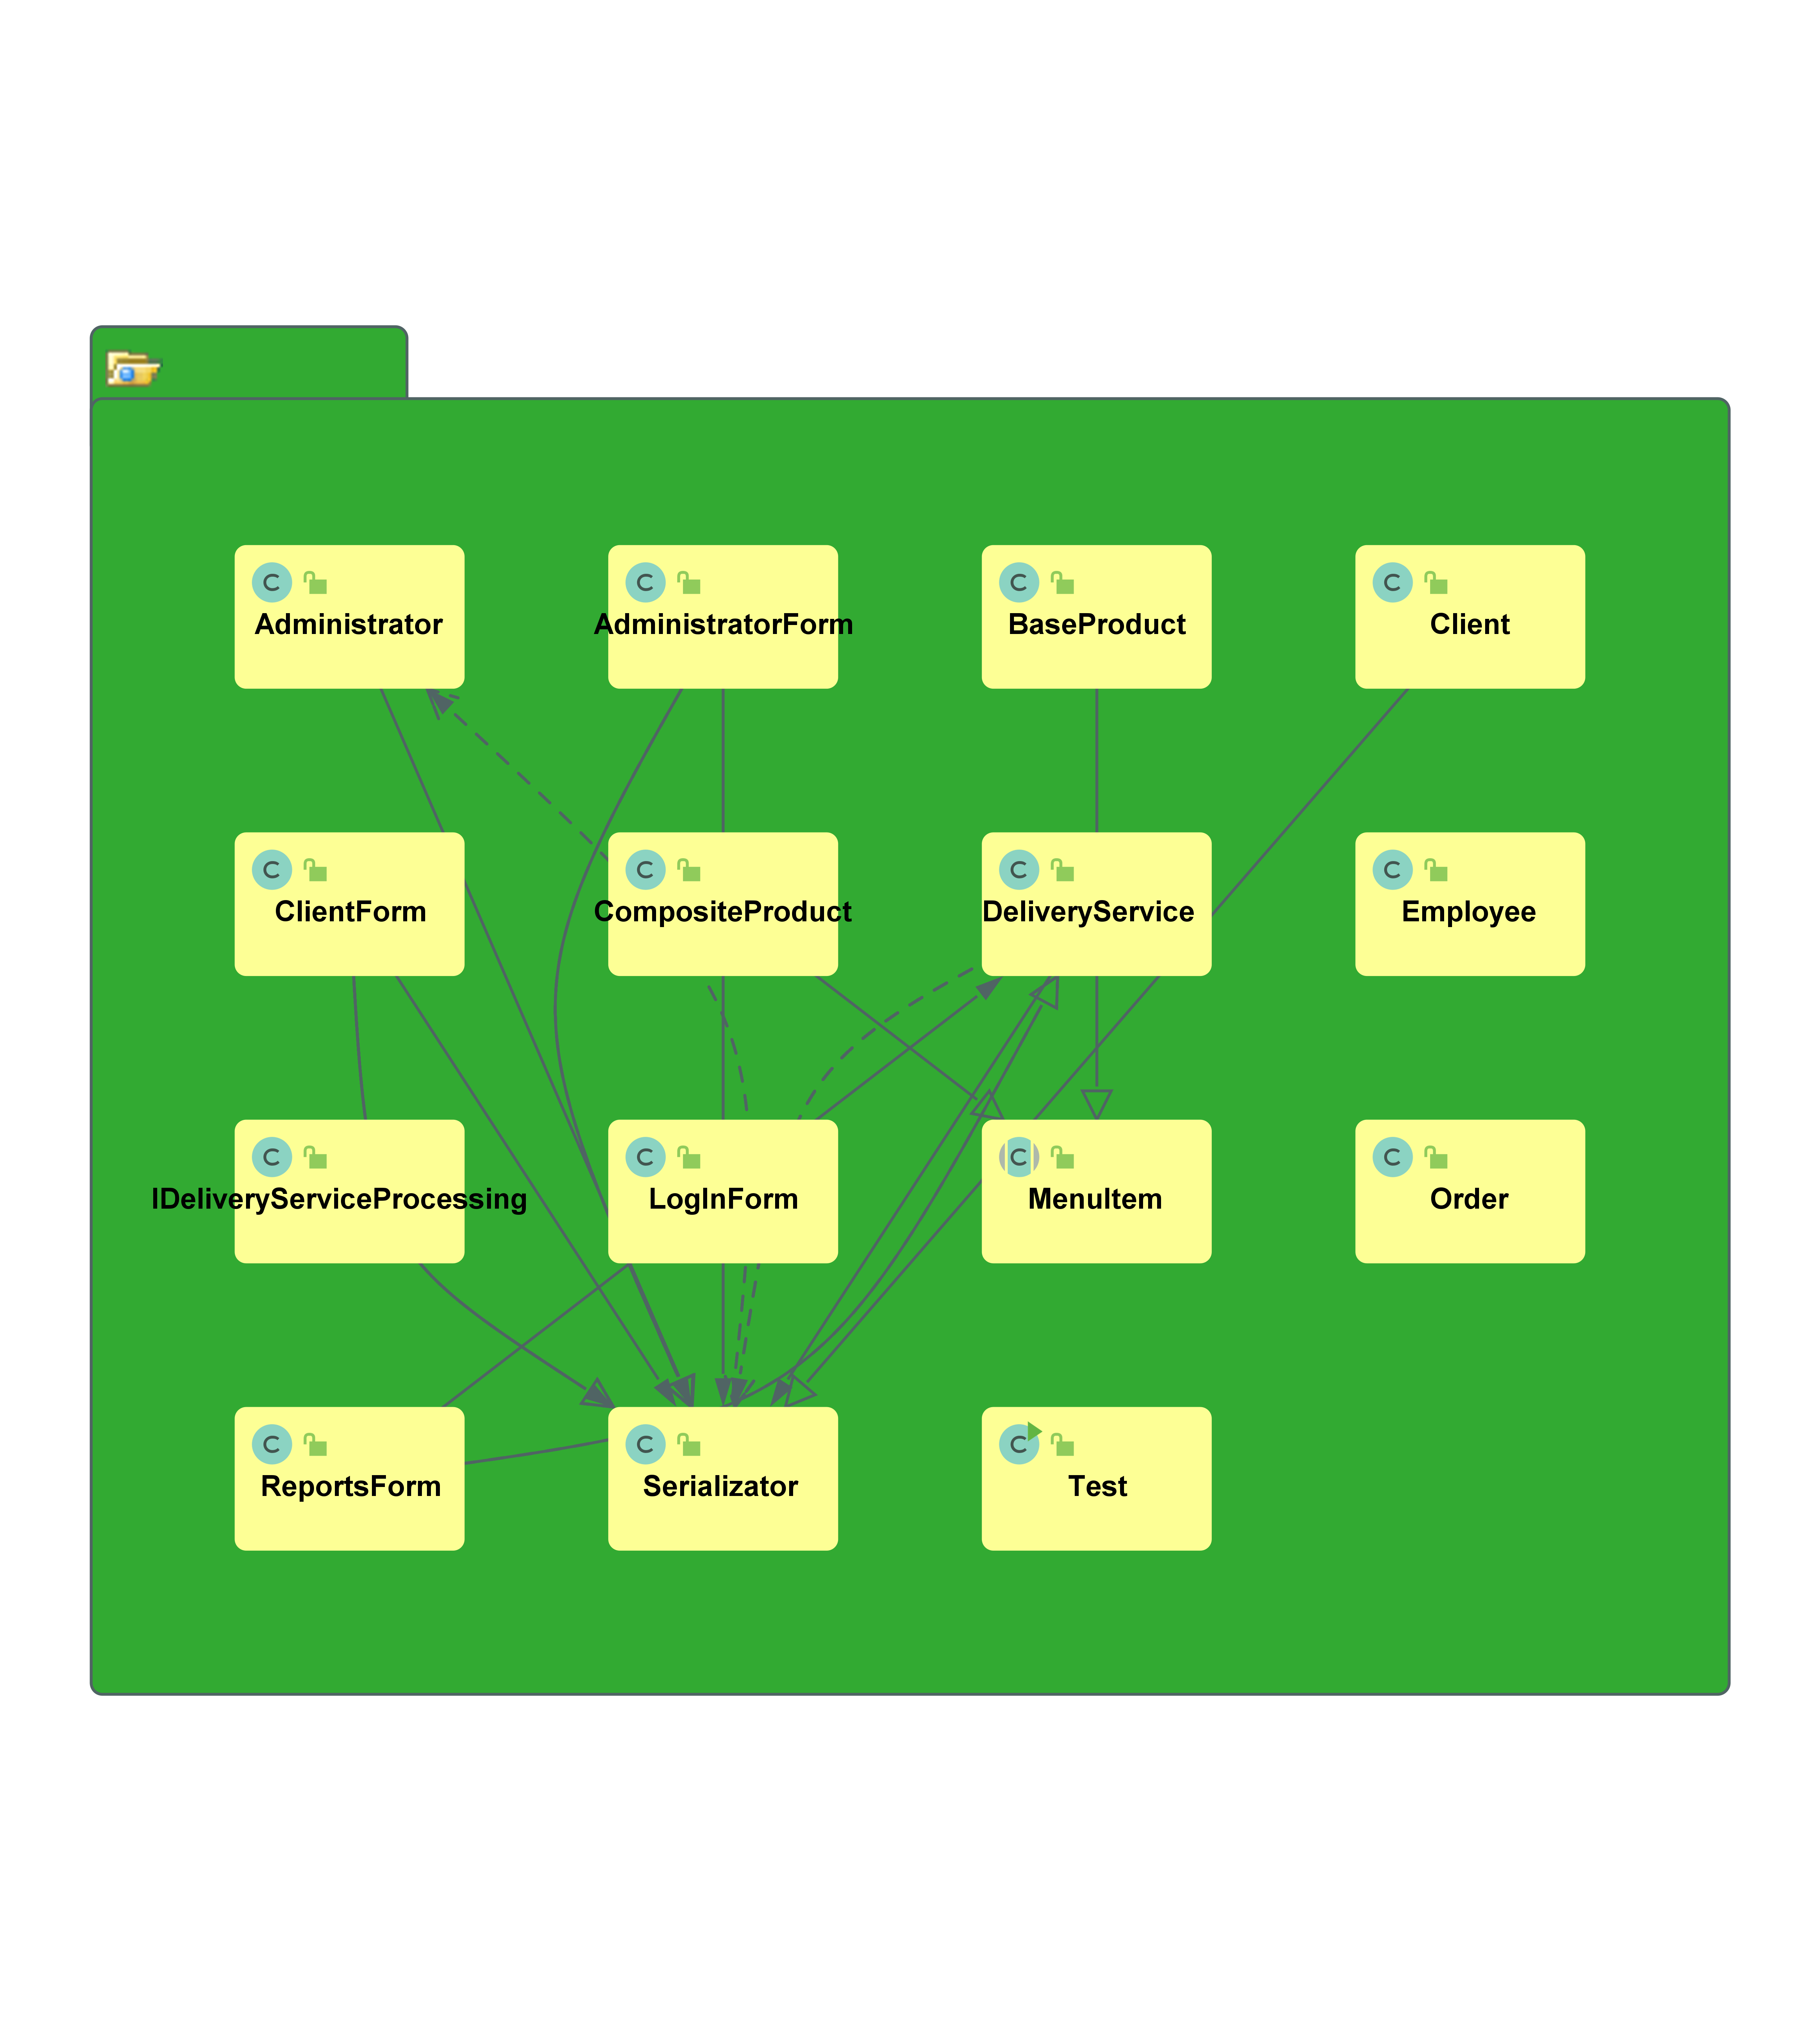 Administrator
AdministratorForm
BaseProduct
Client
ClientForm
CompositeProduct
DeliveryService
Employee
IDeliveryServiceProcessing
LogInForm
MenuItem
Order
ReportsForm
Serializator
Test